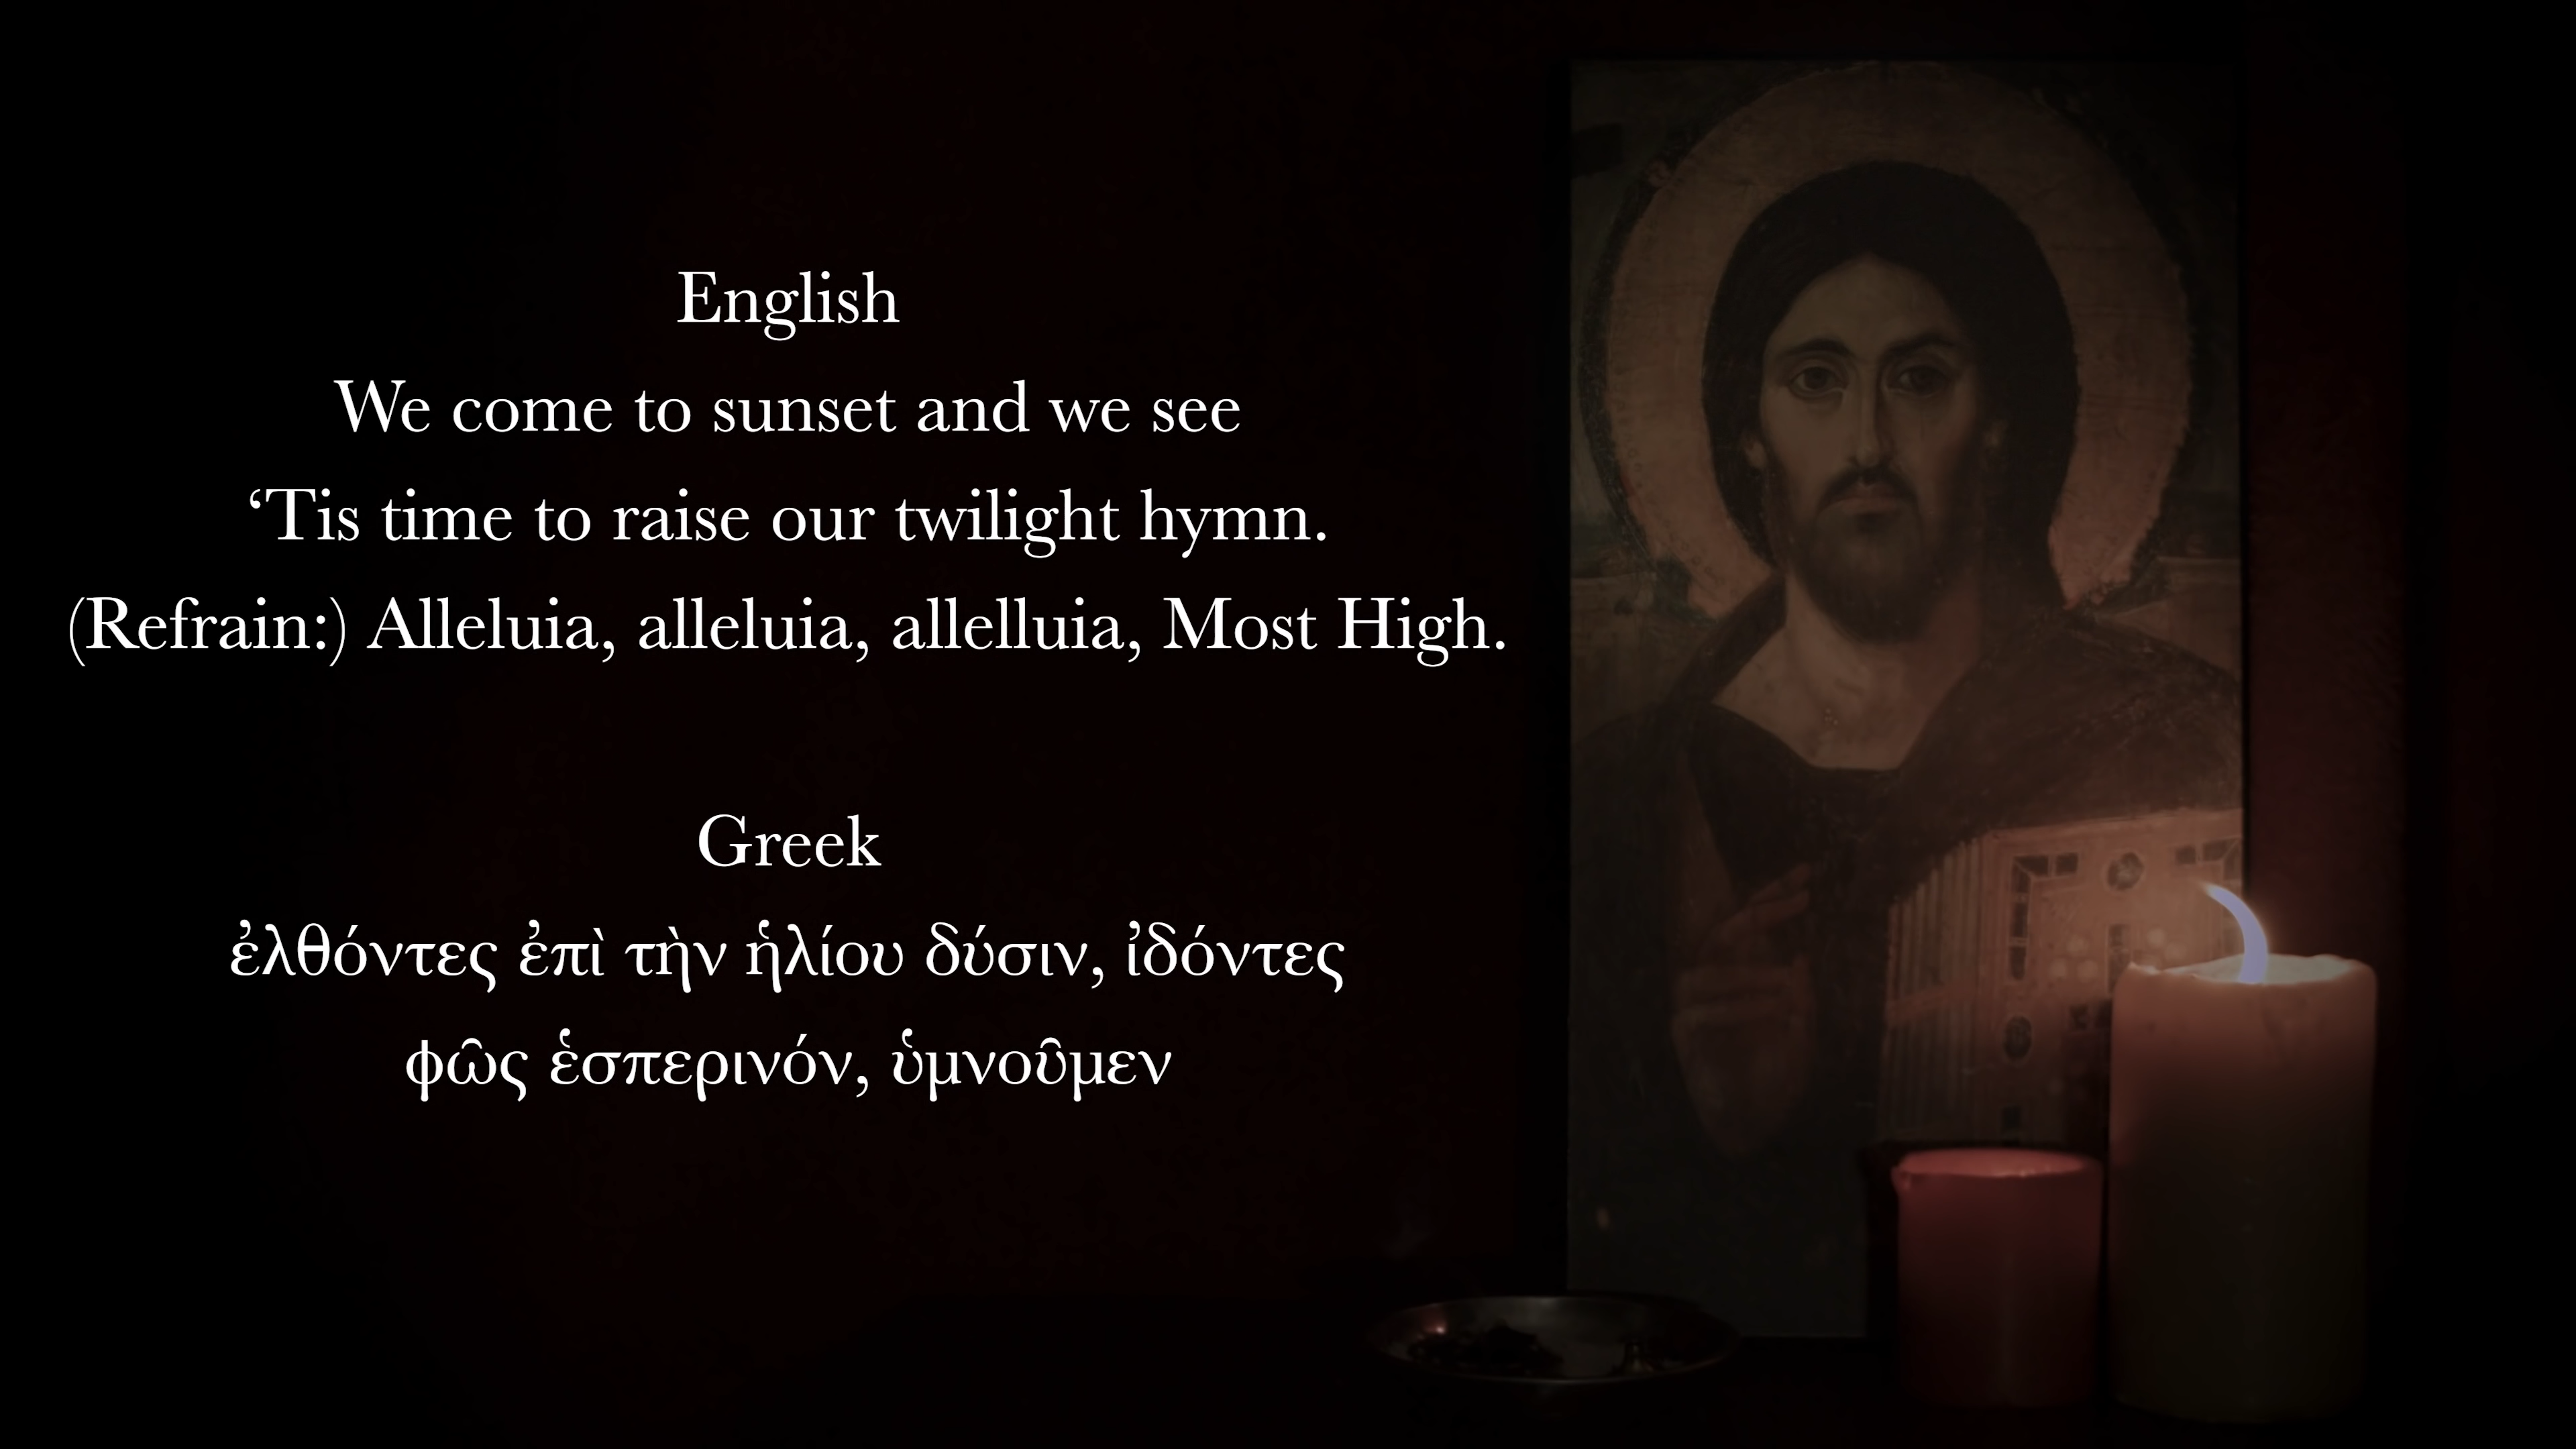 English
We come to sunset and we see
‘Tis time to raise our twilight hymn.
(Refrain:) Alleluia, alleluia, allelluia, Most High.
Greek
ἐλθόντες ἐπὶ τὴν ἡλίου δύσιν, ἰδόντες
φῶς ἑσπερινόν, ὑμνοῦμεν